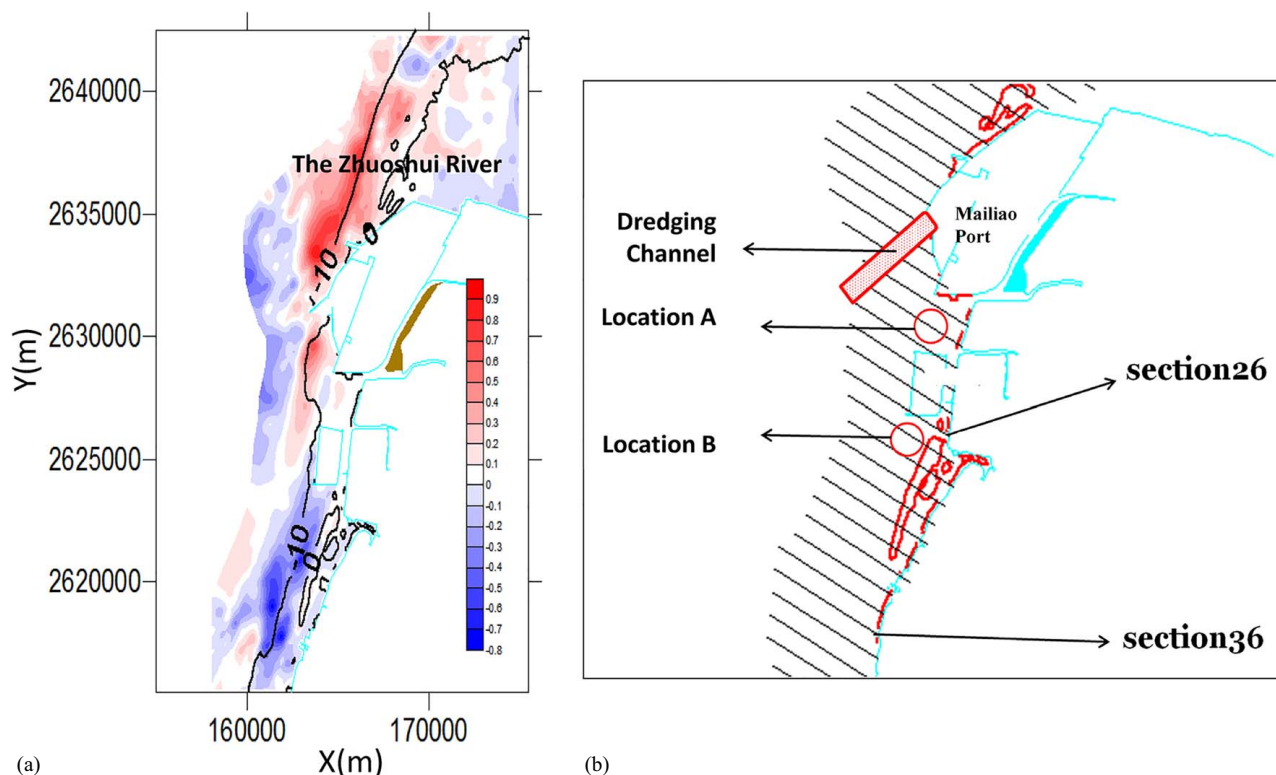 2640000
2635000
2630000
2625000
2620000
Y(m)
160000
170000
X(m)
The Zhuoshui River
-10
0
-10
0
0.9
0.8
0.7
0.6
0.5
0.4
0.3
0.2
0.1
0
-0.1
-0.2
-0.3
-0.4
-0.5
-0.6
-0.7
-0.8
(a)
Dredging
Channel
Mailiao
Port
Location A
section26
Location B
section36
(b)